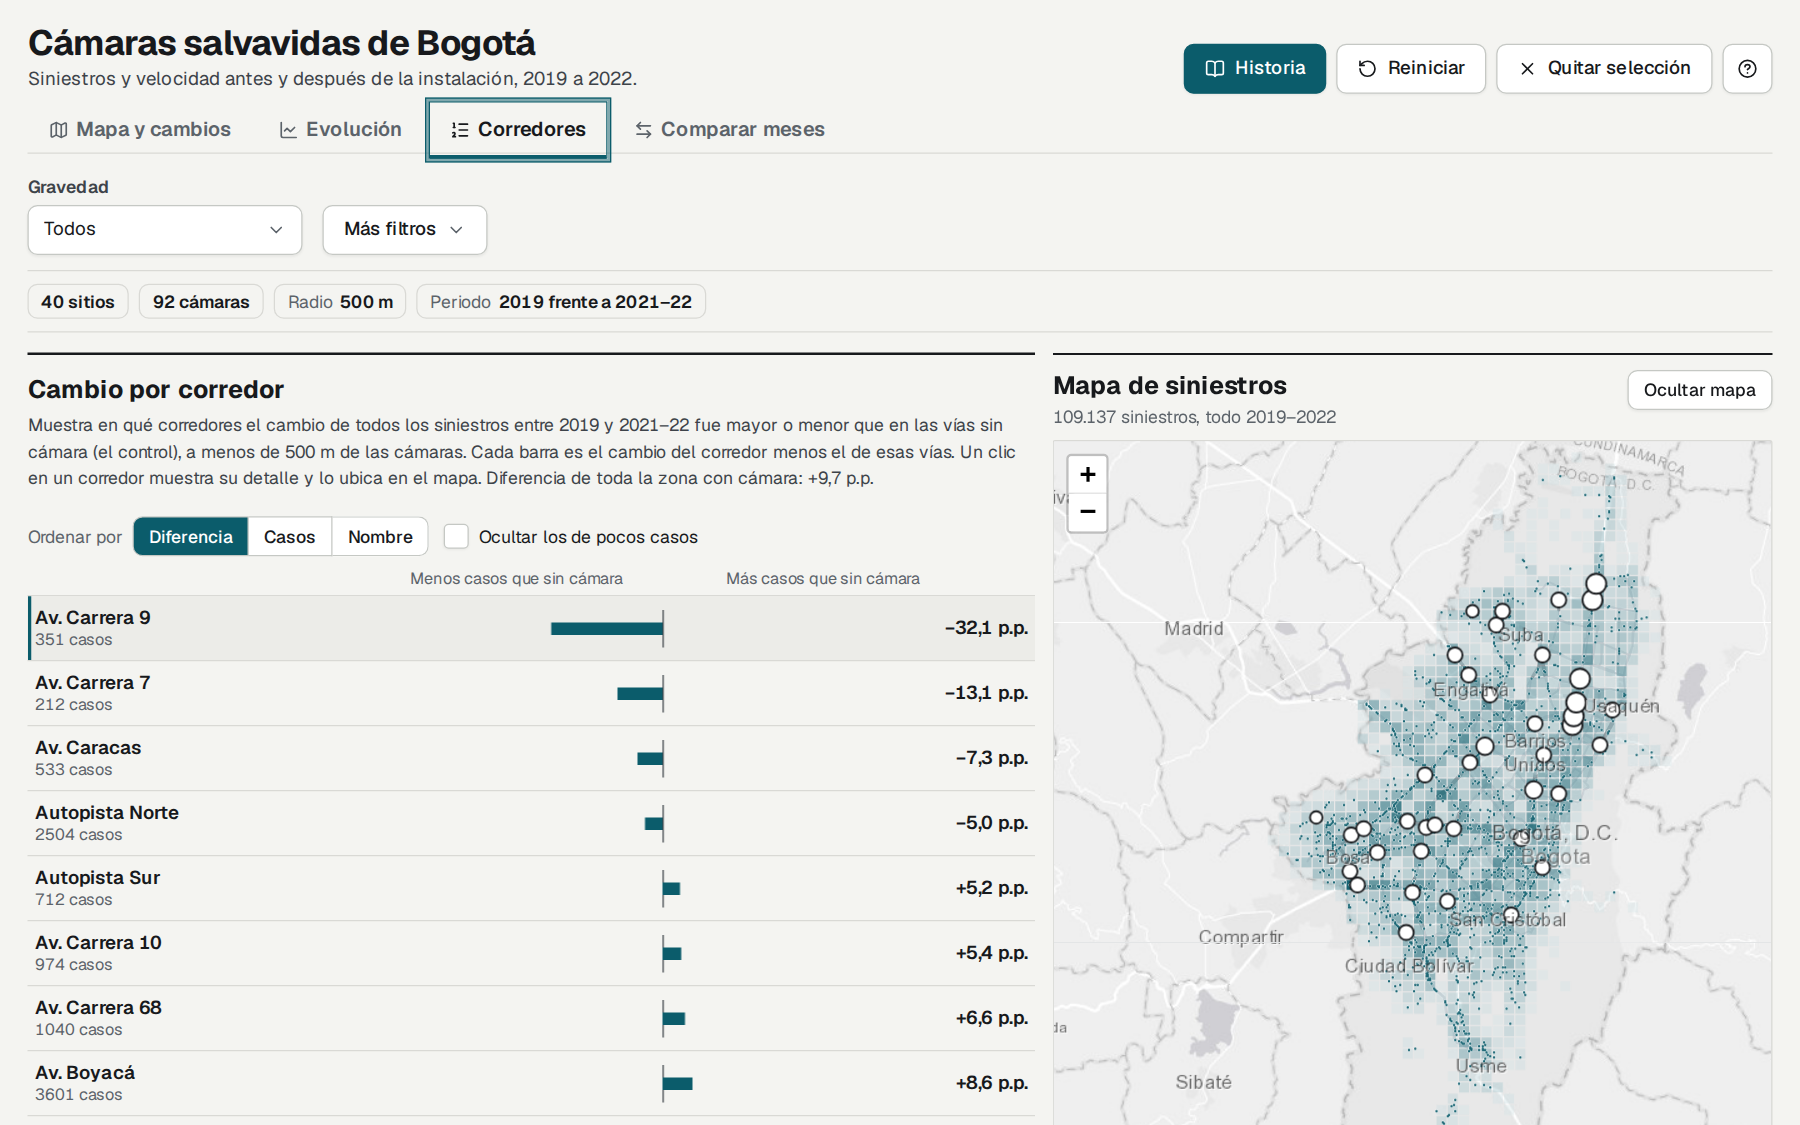 Cámaras salvavidas de Bogotá
Siniestros y velocidad antes y después de la instalación, 2019 a 2022.
Historia
Reiniciar
Quitar selección
Mapa y cambios
Evolución
Corredores
Comparar meses
Gravedad
Todos
Más filtros
40 sitios
92 cámaras
Radio 500 m
Periodo 2019 frente a 2021–22
Cambio por corredor
Muestra en qué corredores el cambio de todos los siniestros entre 2019 y 2021–22 fue mayor o menor que en las vías sin
cámara (el control), a menos de 500 m de las cámaras. Cada barra es el cambio del corredor menos el de esas vías. Un clic
en un corredor muestra su detalle y lo ubica en el mapa. Diferencia de toda la zona con cámara: +9,7 p.p.
Ordenar por
Diferencia
Casos
Nombre
Ocultar los de pocos casos
Menos casos que sin cámara
Más casos que sin cámara
Av. Carrera 9
351 casos
−32,1 p.p.
Av. Carrera 7
212 casos
−13,1 p.p.
Av. Caracas
533 casos
−7,3 p.p.
Autopista Norte
2504 casos
−5,0 p.p.
Autopista Sur
712 casos
+5,2 p.p.
Av. Carrera 10
974 casos
+5,4 p.p.
Av. Carrera 68
1040 casos
+6,6 p.p.
Av. Boyacá
3601 casos
+8,6 p.p.
Mapa de siniestros
109.137 siniestros, todo 2019–2022
Ocultar mapa
+
−
CUNDINAMARCA
BOGOTÁ, D.C.
Madrid
Suba
Engativá
Usaquén
Barrios
Unidos
Bogotá, D.C.
Bogota
Bosa
San Cristóbal
Compartir
Ciudad Bolívar
da
Usme
Sibaté